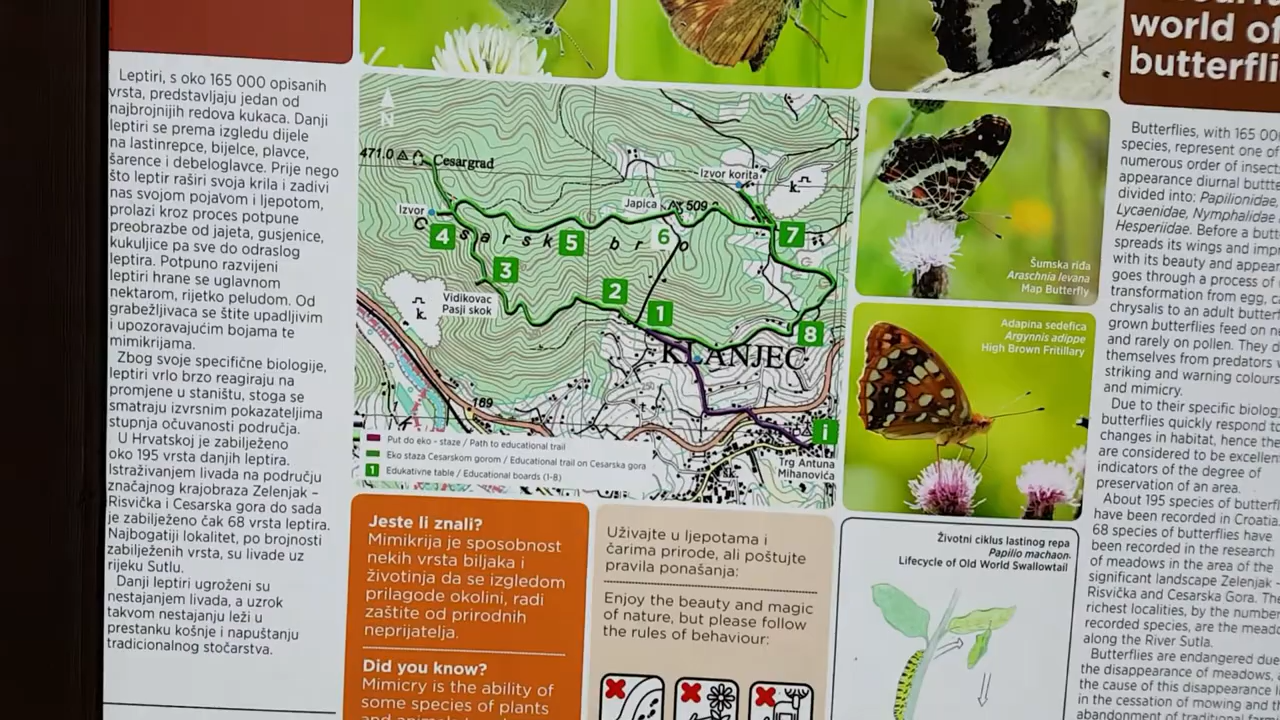 Leptiri, s oko 165 000 opisanih
vrsta, predstavljaju jedan od
najbrojnijih redova kukaca. Danji
leptiri se prema izgledu dijele
na lastinrepce, bijelce, plavce,
šarence i debeloglavce. Prije nego
što leptir raširi svoja krila i zadivi
nas svojom pojavom i ljepotom,
prolazi kroz proces potpune
preobrazbe od jajeta, gusjenice,
kukuljice pa sve do odraslog
leptira. Potpuno razvijeni
leptiri hrane se uglavnom
nektarom, rijetko peludom. Od
grabežljivaca se štite upadljivim
i upozoravajućim bojama te
mimikrijama.
Zbog svoje specifične biologije,
leptiri vrlo brzo reagiraju na
promjene u staništu, stoga se
smatraju izvrsnim pokazateljima
stupnja očuvanosti područja.
U Hrvatskoj je zabilježeno
oko 195 vrsta danjih leptira.
Istraživanjem livada na području
značajnog krajobraza Zelenjak –
Risvička i Cesarska gora do sada
je zabilježeno čak 68 vrsta leptira.
Najbogatiji lokalitet, po brojnosti
zabilježenih vrsta, su livade uz
rijeku Sutlu.
Danji leptiri ugroženi su
nestajanjem livada, a uzrok
takvom nestajanju leži u
prestanku košnje i napuštanju
tradicionalnog stočarstva.
N
471.0 Cesargrad
Izvor korita
k.
Japica 509
Izvor
4
5
6
7
3
2
1
8
Vidikovac
Pasji skok
k.
KLANJEC
250
169
i
Trg Antuna
Mihanovića
šk.
Put do eko - staze / Path to educational trail
Eko staza Cesarskom gorom / Educational trail on Cesarska gora
1 Edukativne table / Educational boards (1-8)
Šumska riđa
Araschnia levana
Map Butterfly
Adapina sedefica
Argynnis adippe
High Brown Fritillary
Jeste li znali?
Mimikrija je sposobnost
nekih vrsta biljaka i
životinja da se izgledom
prilagode okolini, radi
zaštite od prirodnih
neprijatelja.
Did you know?
Mimicry is the ability of
some species of plants
Uživajte u ljepotama i
čarima prirode, ali poštujte
pravila ponašanja:
Enjoy the beauty and magic
of nature, but please follow
the rules of behaviour:
Životni ciklus lastinog repa
Papilio machaon.
Lifecycle of Old World Swallowtail
world of
butterfli
Butterflies, with 165 00
species, represent one of
numerous order of insect
appearance diurnal buttt
divided into: Papilionidae,
Lycaenidae, Nymphalidae
Hesperiidae. Before a butt
spreads its wings and imp
with its beauty and appear
goes through a process of
transformation from egg, c
chrysalis to an adult butter
grown butterflies feed on n
and rarely on pollen. They d
themselves from predators
striking and warning colours
and mimicry.
Due to their specific biolog
butterflies quickly respond to
changes in habitat, hence the
are considered to be excellen
indicators of the degree of
preservation of an area.
About 195 species of butterf
have been recorded in Croatia
68 species of butterflies have
been recorded in the research
of meadows in the area of the
significant landscape Zelenjak -
Risvička and Cesarska Gora. The
richest localities, by the number
recorded species, are the mead
along the River Sutla.
Butterflies are endangered due
the disappearance of meadows,
the cause of this disappearance
in the cessation of mowing and t